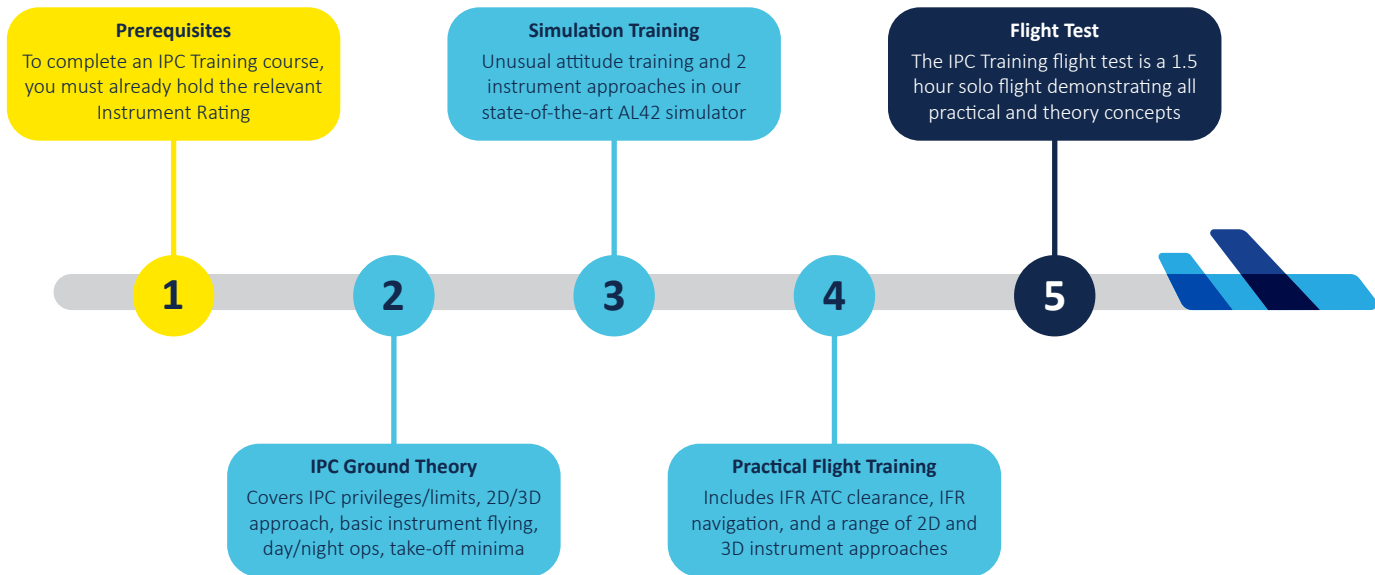 Prerequisites
To complete an IPC Training course,
you must already hold the relevant
Instrument Rating
Simulation Training
Unusual attitude training and 2
instrument approaches in our
state-of-the-art AL42 simulator
Flight Test
The IPC Training flight test is a 1.5
hour solo flight demonstrating all
practical and theory concepts
1
2
3
4
5
IPC Ground Theory
Covers IPC privileges/limits, 2D/3D
approach, basic instrument flying,
day/night ops, take-off minima
Practical Flight Training
Includes IFR ATC clearance, IFR
navigation, and a range of 2D and
3D instrument approaches